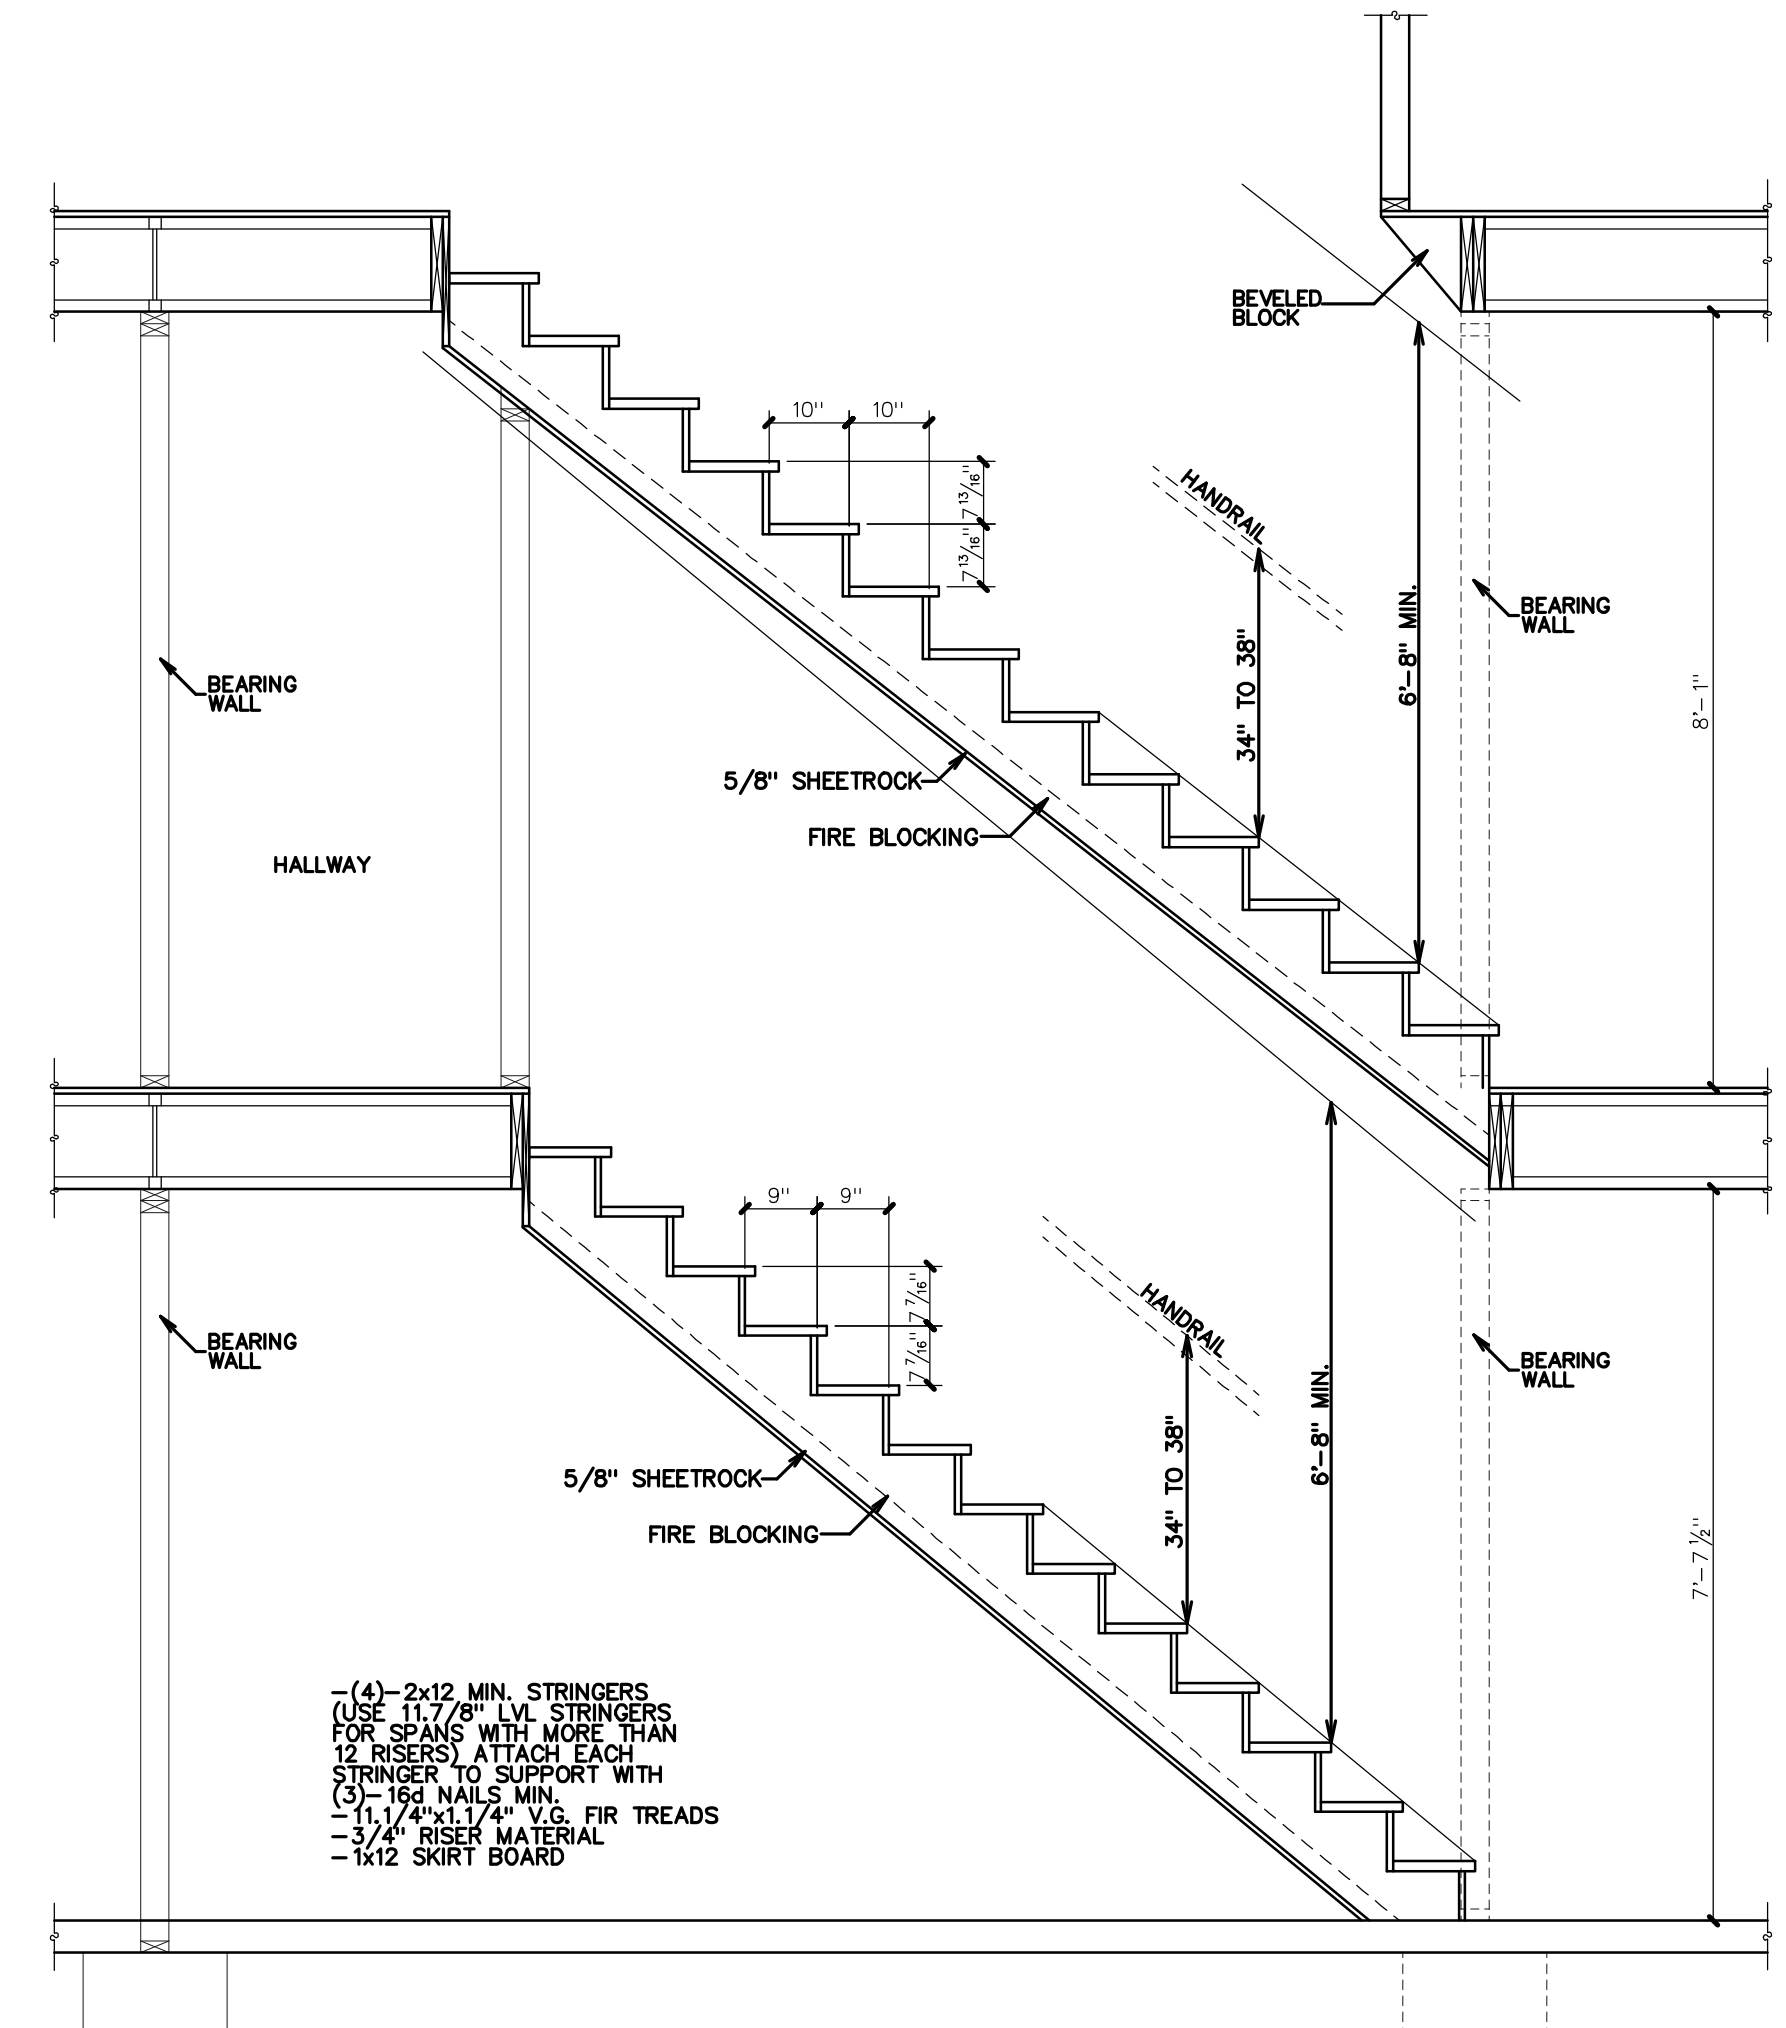 BEVELED
BLOCK
10" 10"
7 13/16"
7 13/16"
HANDRAIL
34" TO 38"
6'-8" MIN.
BEARING
WALL
8'-1"
BEARING
WALL
5/8" SHEETROCK
FIRE BLOCKING
HALLWAY
9" 9"
7 7/16"
7 7/16"
HANDRAIL
34" TO 38"
6'-8" MIN.
BEARING
WALL
BEARING
WALL
7'-7 1/2"
5/8" SHEETROCK
FIRE BLOCKING
-(4)-2x12 MIN. STRINGERS
(USE 11.7/8" LVL STRINGERS
FOR SPANS WITH MORE THAN
12 RISERS) ATTACH EACH
STRINGER TO SUPPORT WITH
(3)-16d NAILS MIN.
-11.1/4"x1.1/4" V.G. FIR TREADS
-3/4" RISER MATERIAL
-1x12 SKIRT BOARD